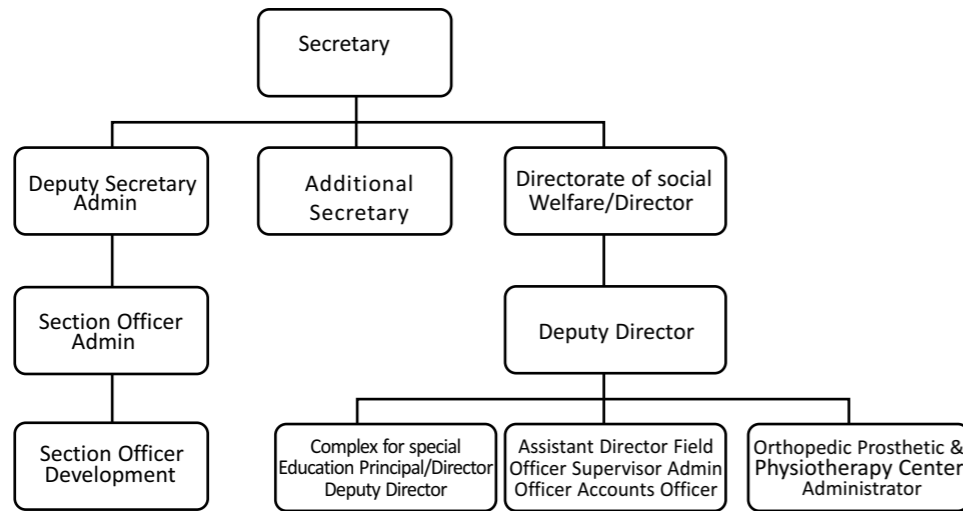 Secretary
Deputy Secretary
Admin
Additional
Secretary
Directorate of social
Welfare/Director
Section Officer
Admin
Deputy Director
Section Officer
Development
Complex for special
Education Principal/Director
Deputy Director
Assistant Director Field
Officer Supervisor Admin
Officer Accounts Officer
Orthopedic Prosthetic &
Physiotherapy Center
Administrator